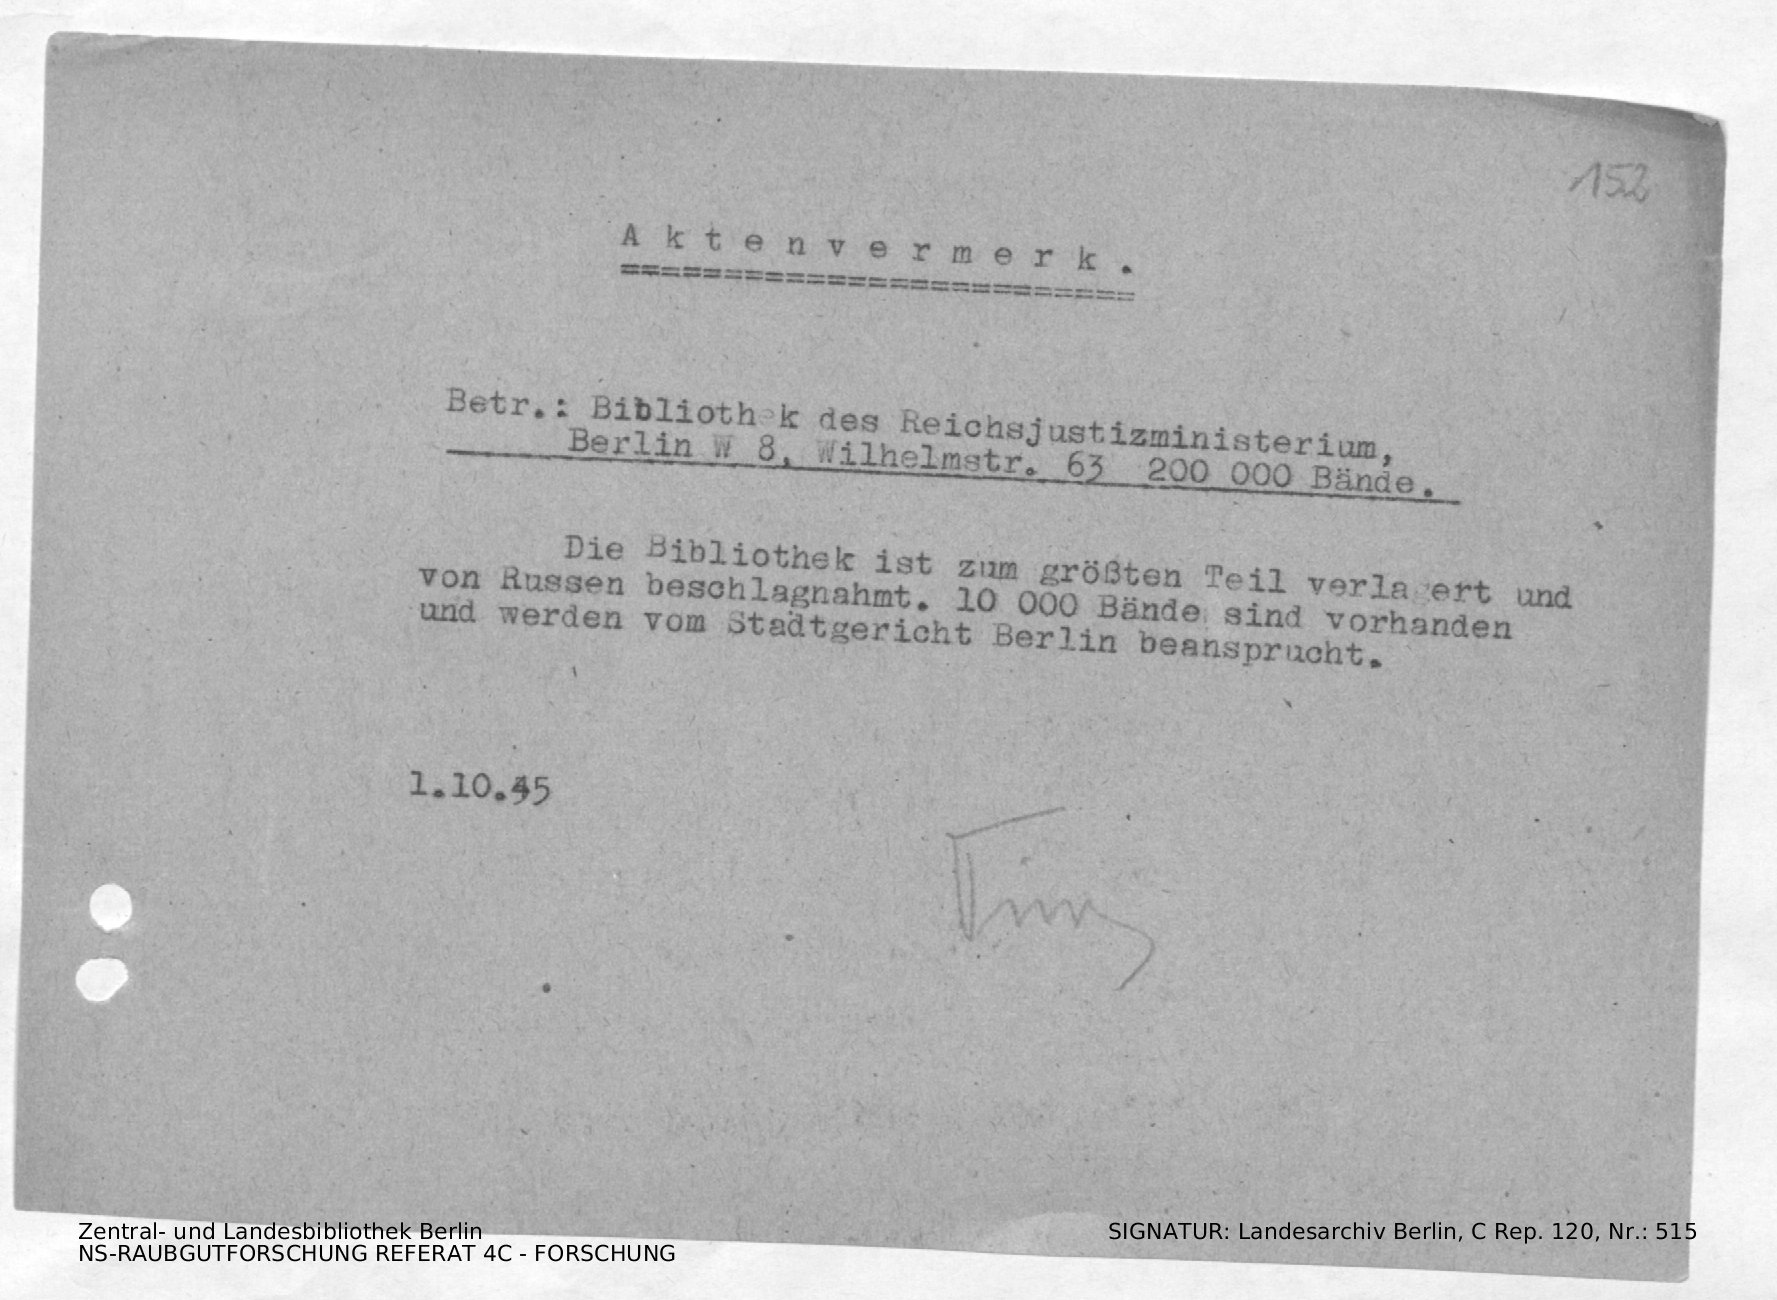 152
Aktenvermerk.
=========================
Betr.: Bibliothek des Reichsjustizministerium,
Berlin W 8, Wilhelmstr. 63 200 000 Bände.
Die Bibliothek ist zum größten Teil verlagert und
von Russen beschlagnahmt. 10 000 Bände sind vorhanden
und werden vom Stadtgericht Berlin beansprucht.
1.10.45
Zentral- und Landesbibliothek Berlin
NS-RAUBGUTFORSCHUNG REFERAT 4C - FORSCHUNG
SIGNATUR: Landesarchiv Berlin, C Rep. 120, Nr.: 515